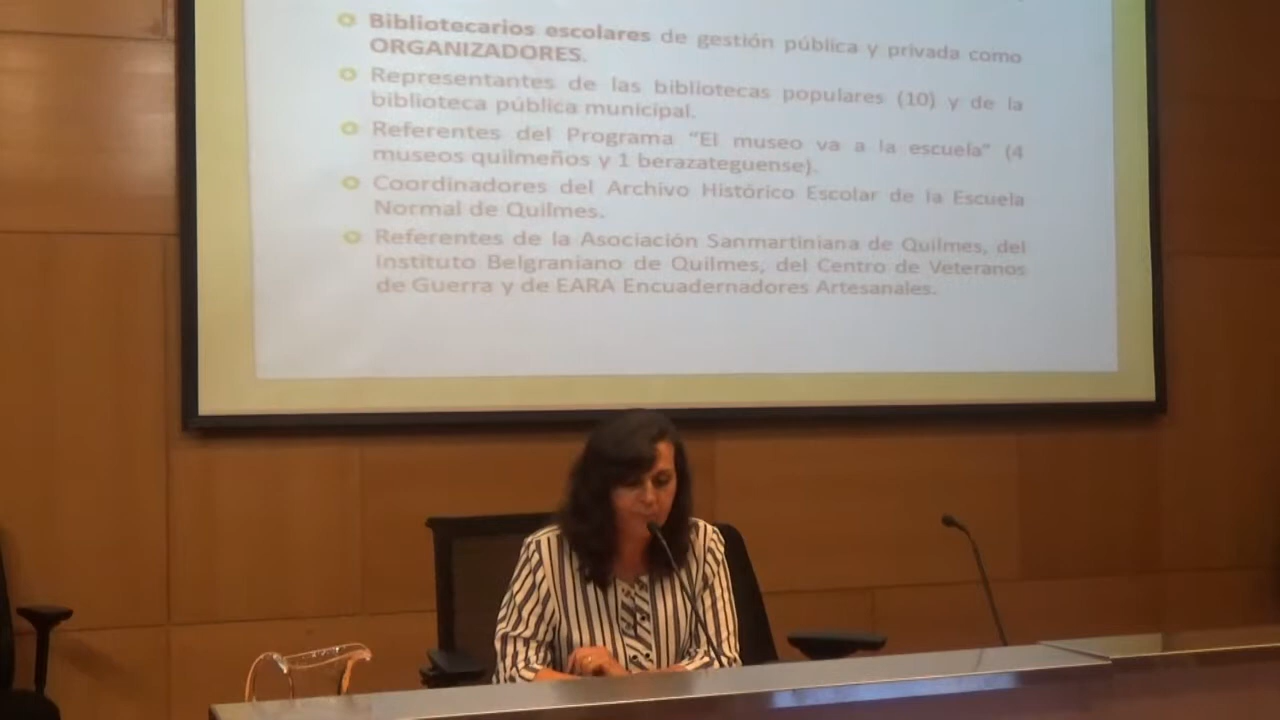 Bibliotecarios escolares de gestión pública y privada como
ORGANIZADORES.
Representantes de las bibliotecas populares (10) y de la
biblioteca pública municipal.
Referentes del Programa "El museo va a la escuela" (4
museos quilmeños y 1 berazateguense).
Coordinadores del Archivo Histórico Escolar de la Escuela
Normal de Quilmes.
Referentes de la Asociación Sanmartiniana de Quilmes, del
Instituto Belgraniano de Quilmes, del Centro de Veteranos
de Guerra y de EARA Encuadernadores Artesanales.